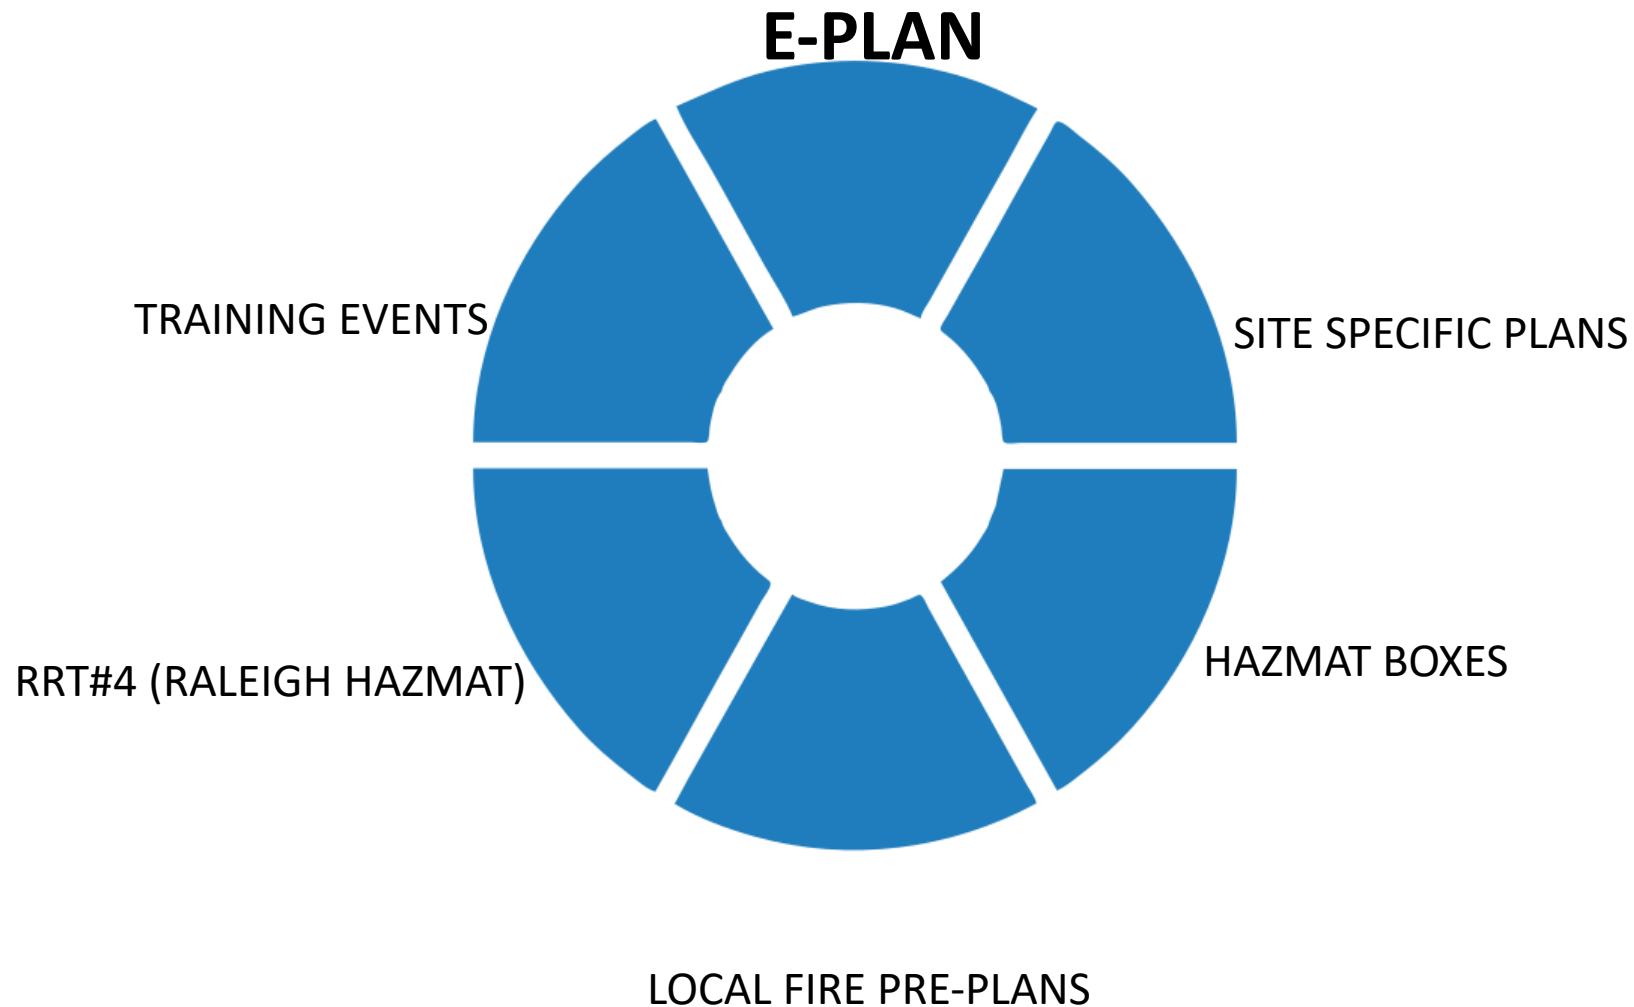 E-PLAN
TRAINING EVENTS
SITE SPECIFIC PLANS
RRT#4 (RALEIGH HAZMAT)
HAZMAT BOXES
LOCAL FIRE PRE-PLANS